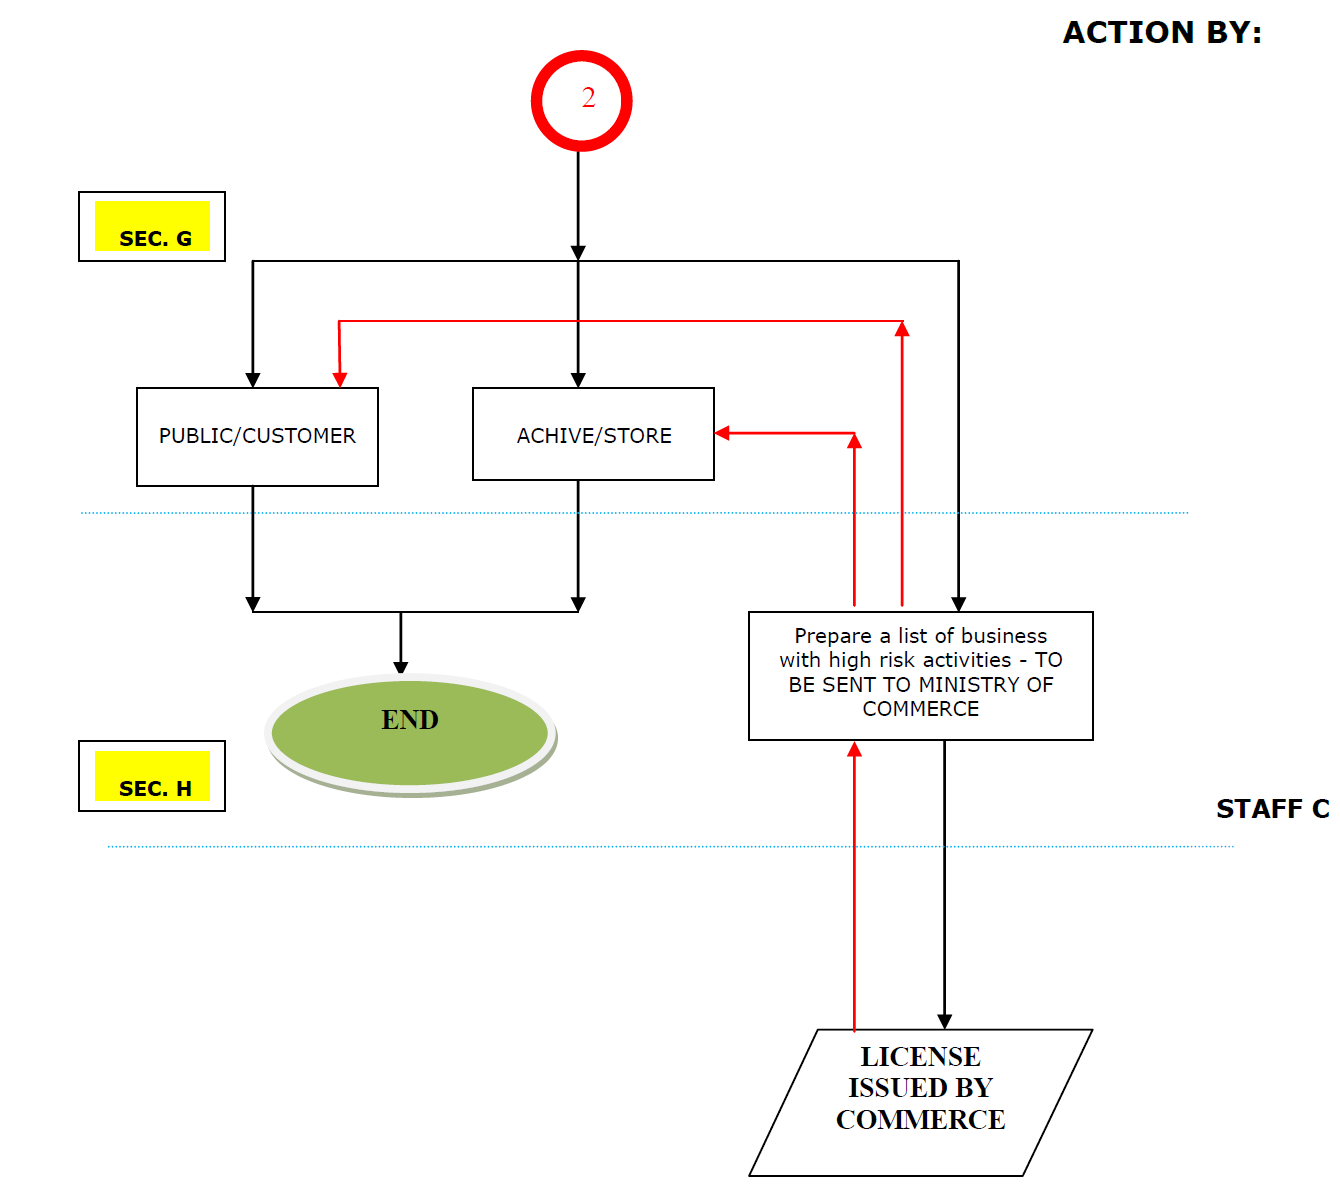 ACTION BY:
2
SEC. G
PUBLIC/CUSTOMER
ACHIVE/STORE
Prepare a list of business
with high risk activities - TO
BE SENT TO MINISTRY OF
COMMERCE
END
SEC. H
STAFF C
LICENSE
ISSUED BY
COMMERCE